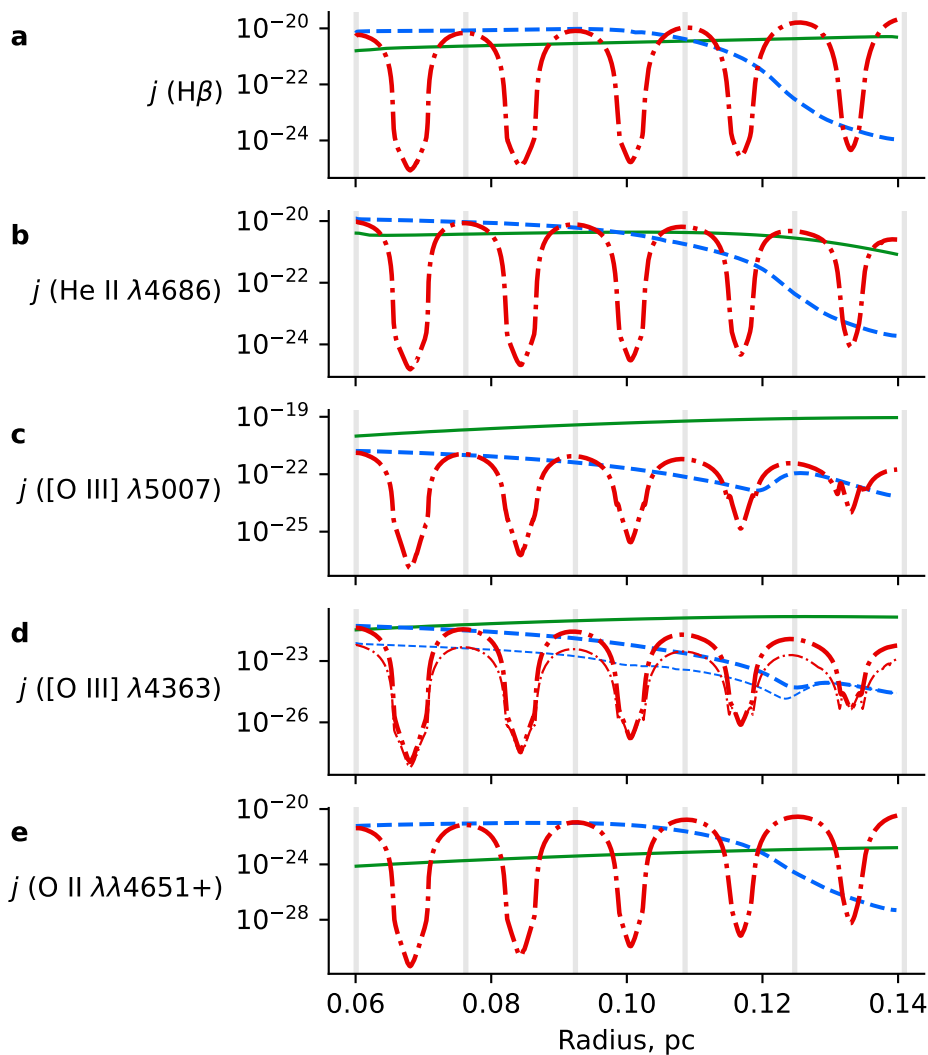 a
j (Hβ)
10⁻²⁰
10⁻²²
10⁻²⁴
b
j (He II λ4686)
10⁻²⁰
10⁻²²
10⁻²⁴
c
j ([O III] λ5007)
10⁻¹⁹
10⁻²²
10⁻²⁵
d
j ([O III] λ4363)
10⁻²³
10⁻²⁶
e
j (O II λλ4651+)
10⁻²⁰
10⁻²⁴
10⁻²⁸
0.06 0.08 0.10 0.12 0.14
Radius, pc